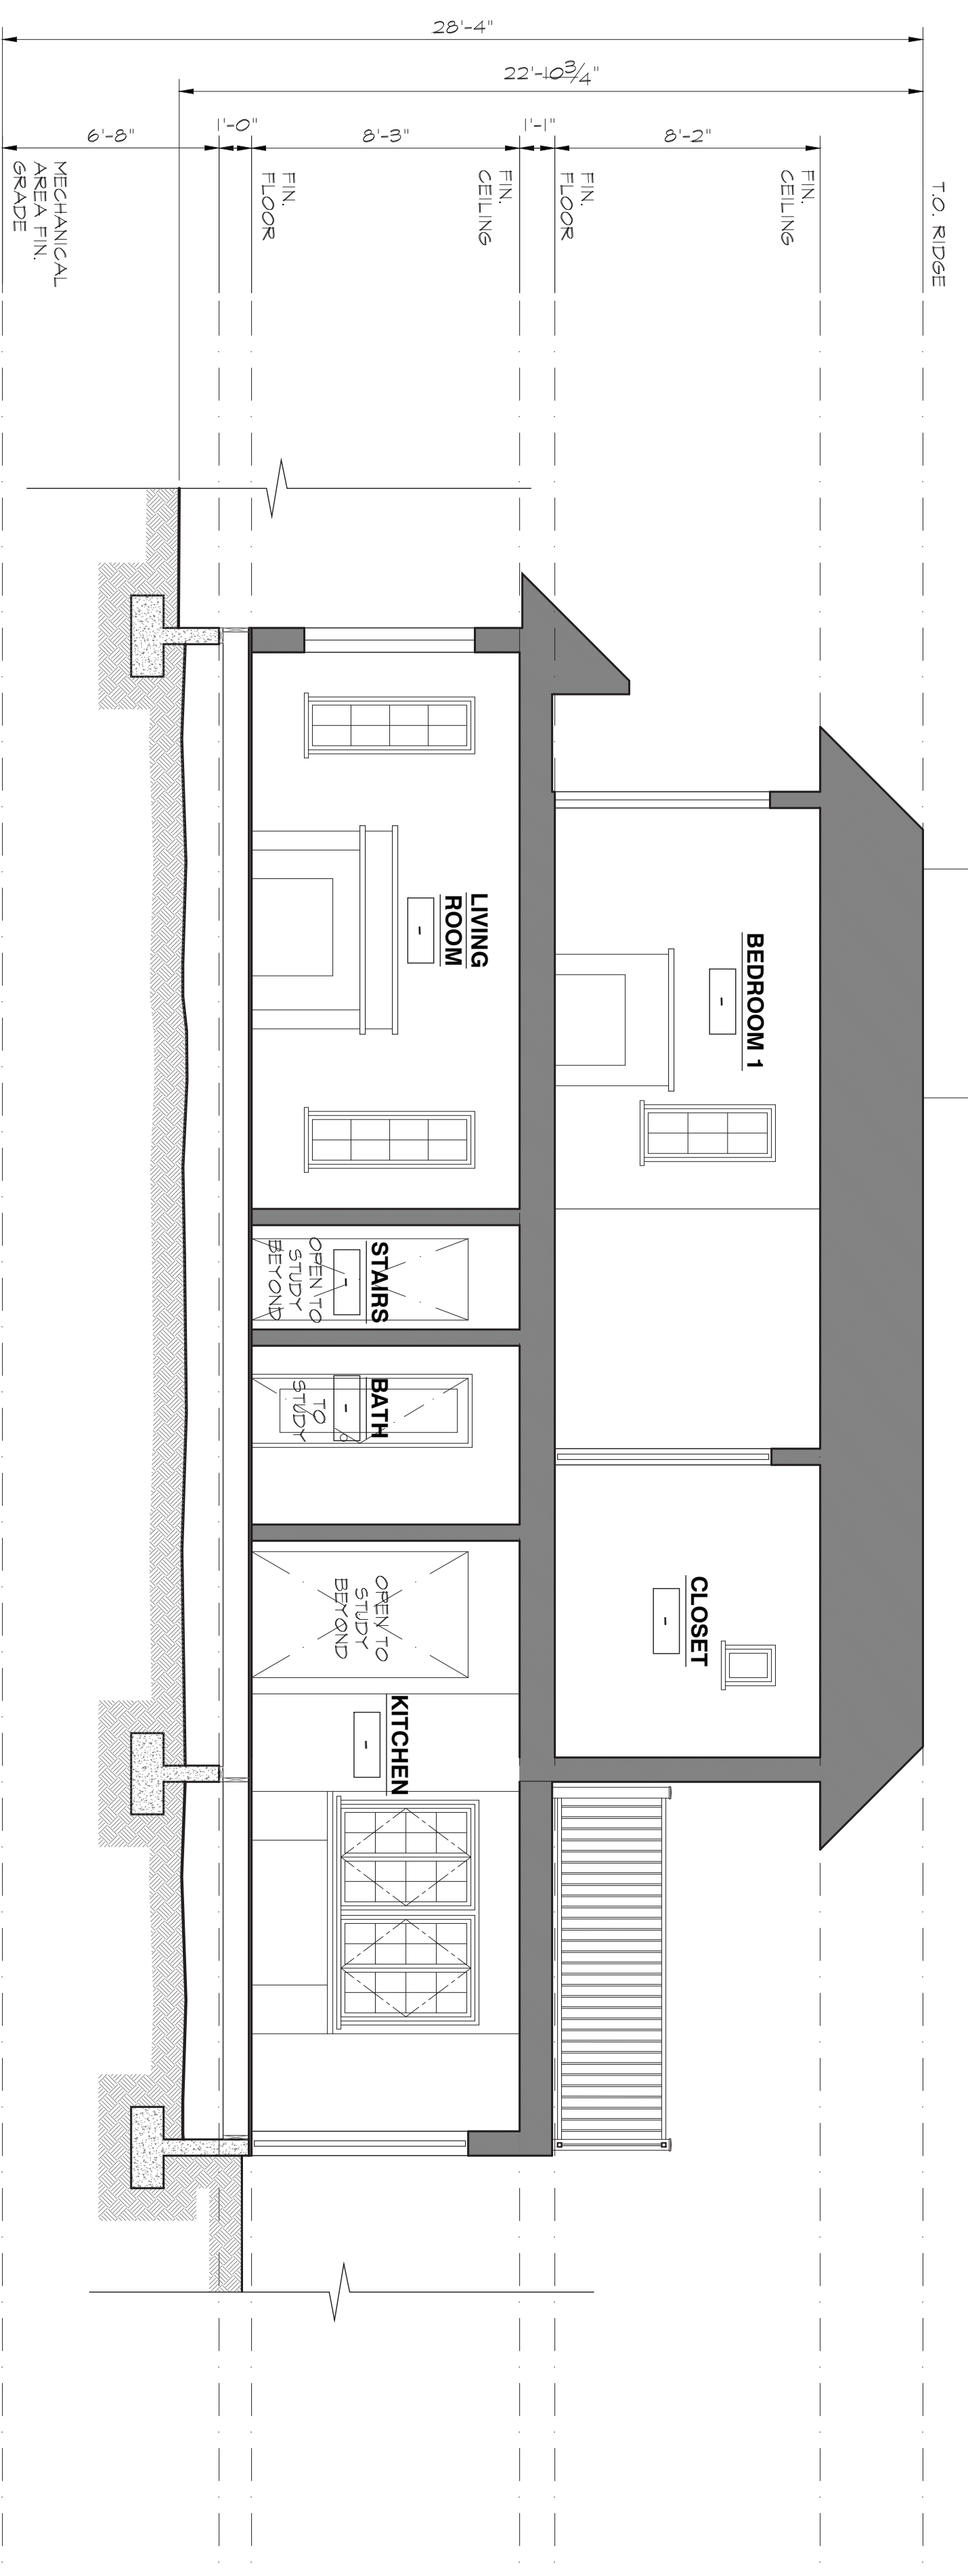 28'-4"
22'-10 3/4"
6'-8"
1'-0"
8'-3"
1'-1"
8'-2"
T.O. RIDGE
FIN.
CEILING
FIN.
FLOOR
FIN.
CEILING
FIN.
FLOOR
MECHANICAL
AREA FIN.
GRADE
BEDROOM 1
-
CLOSET
-
LIVING
ROOM
-
STAIRS
-
OPEN TO
STUDY
BEYOND
BATH
-
TO
STUDY
OPEN TO
STUDY
BEYOND
KITCHEN
-